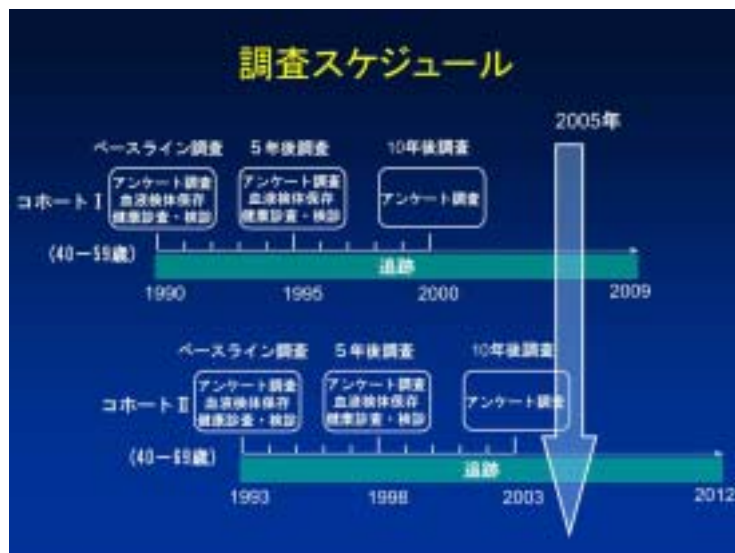 調査スケジュール
2005年
ベースライン調査
5年後調査
10年後調査
コホートⅠ
アンケート調査
血液検体保存
健康診査・検診
アンケート調査
血液検体保存
健康診査・検診
アンケート調査
(40－59歳)
追跡
1990
1995
2000
2009
ベースライン調査
5年後調査
10年後調査
コホートⅡ
アンケート調査
血液検体保存
健康診査・検診
アンケート調査
血液検体保存
健康診査・検診
アンケート調査
(40－69歳)
追跡
1993
1998
2003
2012